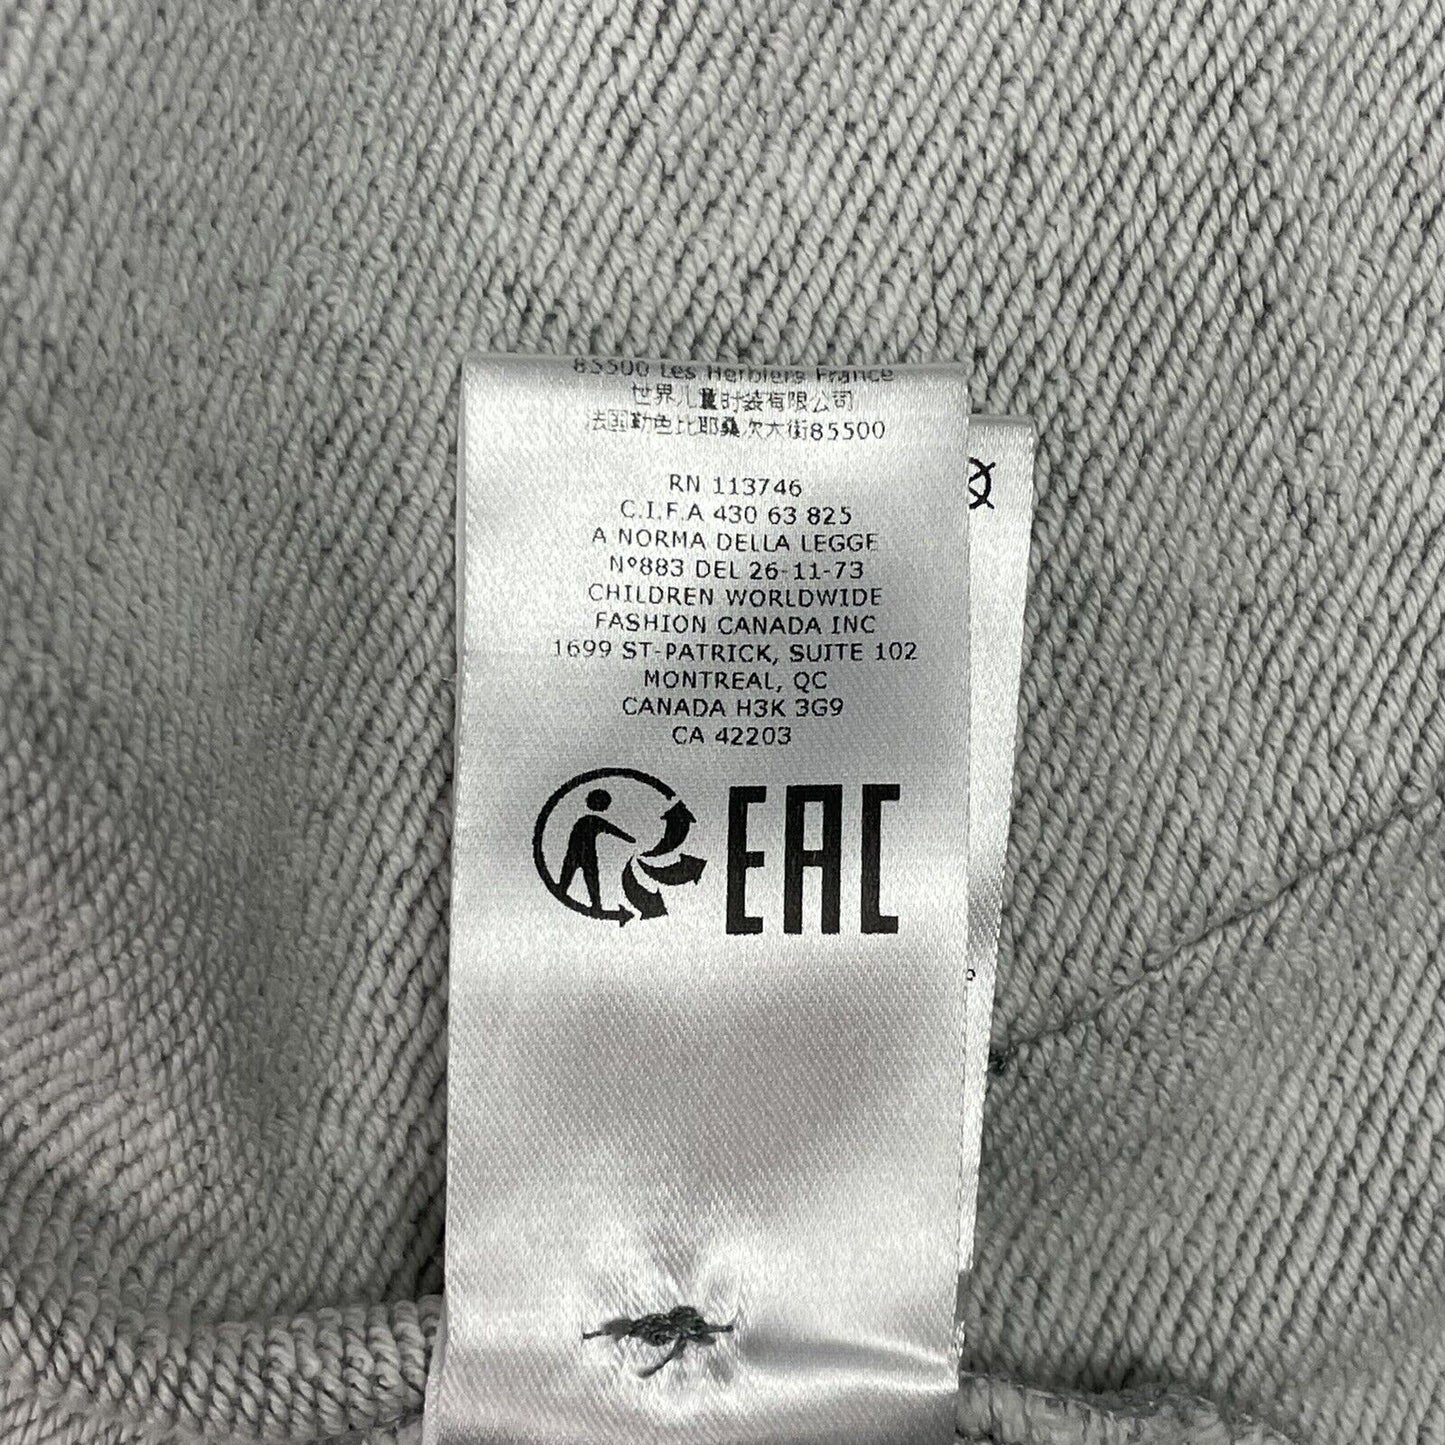 85500 Les Herbiers France
世界儿童时装有限公司
法国勒色比耶桑次大街85500
RN 113746
C.I.F.A 430 63 825
A NORMA DELLA LEGGE
Nº883 DEL 26-11-73
CHILDREN WORLDWIDE
FASHION CANADA INC
1699 ST-PATRICK, SUITE 102
MONTREAL, QC
CANADA H3K 3G9
CA 42203
EAC